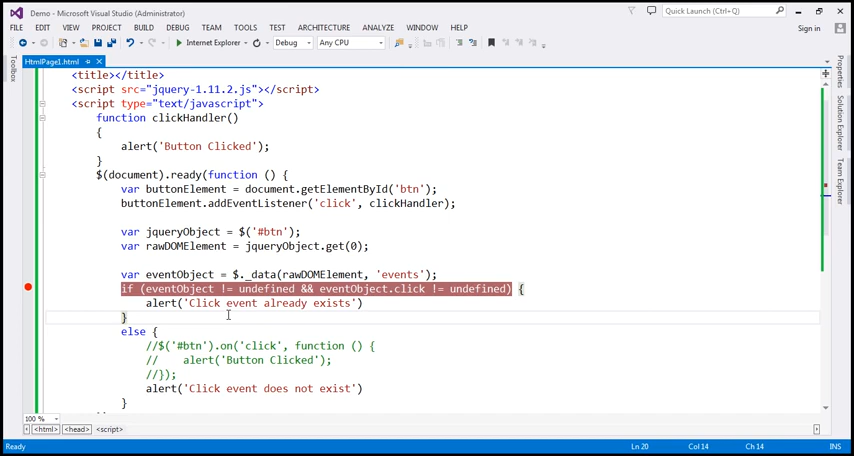 Demo - Microsoft Visual Studio (Administrator)
Quick Launch (Ctrl+Q)
FILE EDIT VIEW PROJECT BUILD DEBUG TEAM TOOLS TEST ARCHITECTURE ANALYZE WINDOW HELP
Sign in
Internet Explorer Debug Any CPU
HtmlPage1.html
Toolbox
Properties
Solution Explorer
Team Explorer
<title></title>
<script src="jquery-1.11.2.js"></script>
<script type="text/javascript">
function clickHandler()
{
alert('Button Clicked');
}
$(document).ready(function () {
var buttonElement = document.getElementById('btn');
buttonElement.addEventListener('click', clickHandler);
var jqueryObject = $('#btn');
var rawDOMElement = jqueryObject.get(0);
var eventObject = $._data(rawDOMElement, 'events');
if (eventObject != undefined && eventObject.click != undefined) {
alert('Click event already exists')
}
else {
//$('#btn').on('click', function () {
//    alert('Button Clicked');
//});
alert('Click event does not exist')
}
100 %
<html> <head> <script>
Ready Ln 20 Col 14 Ch 14 INS